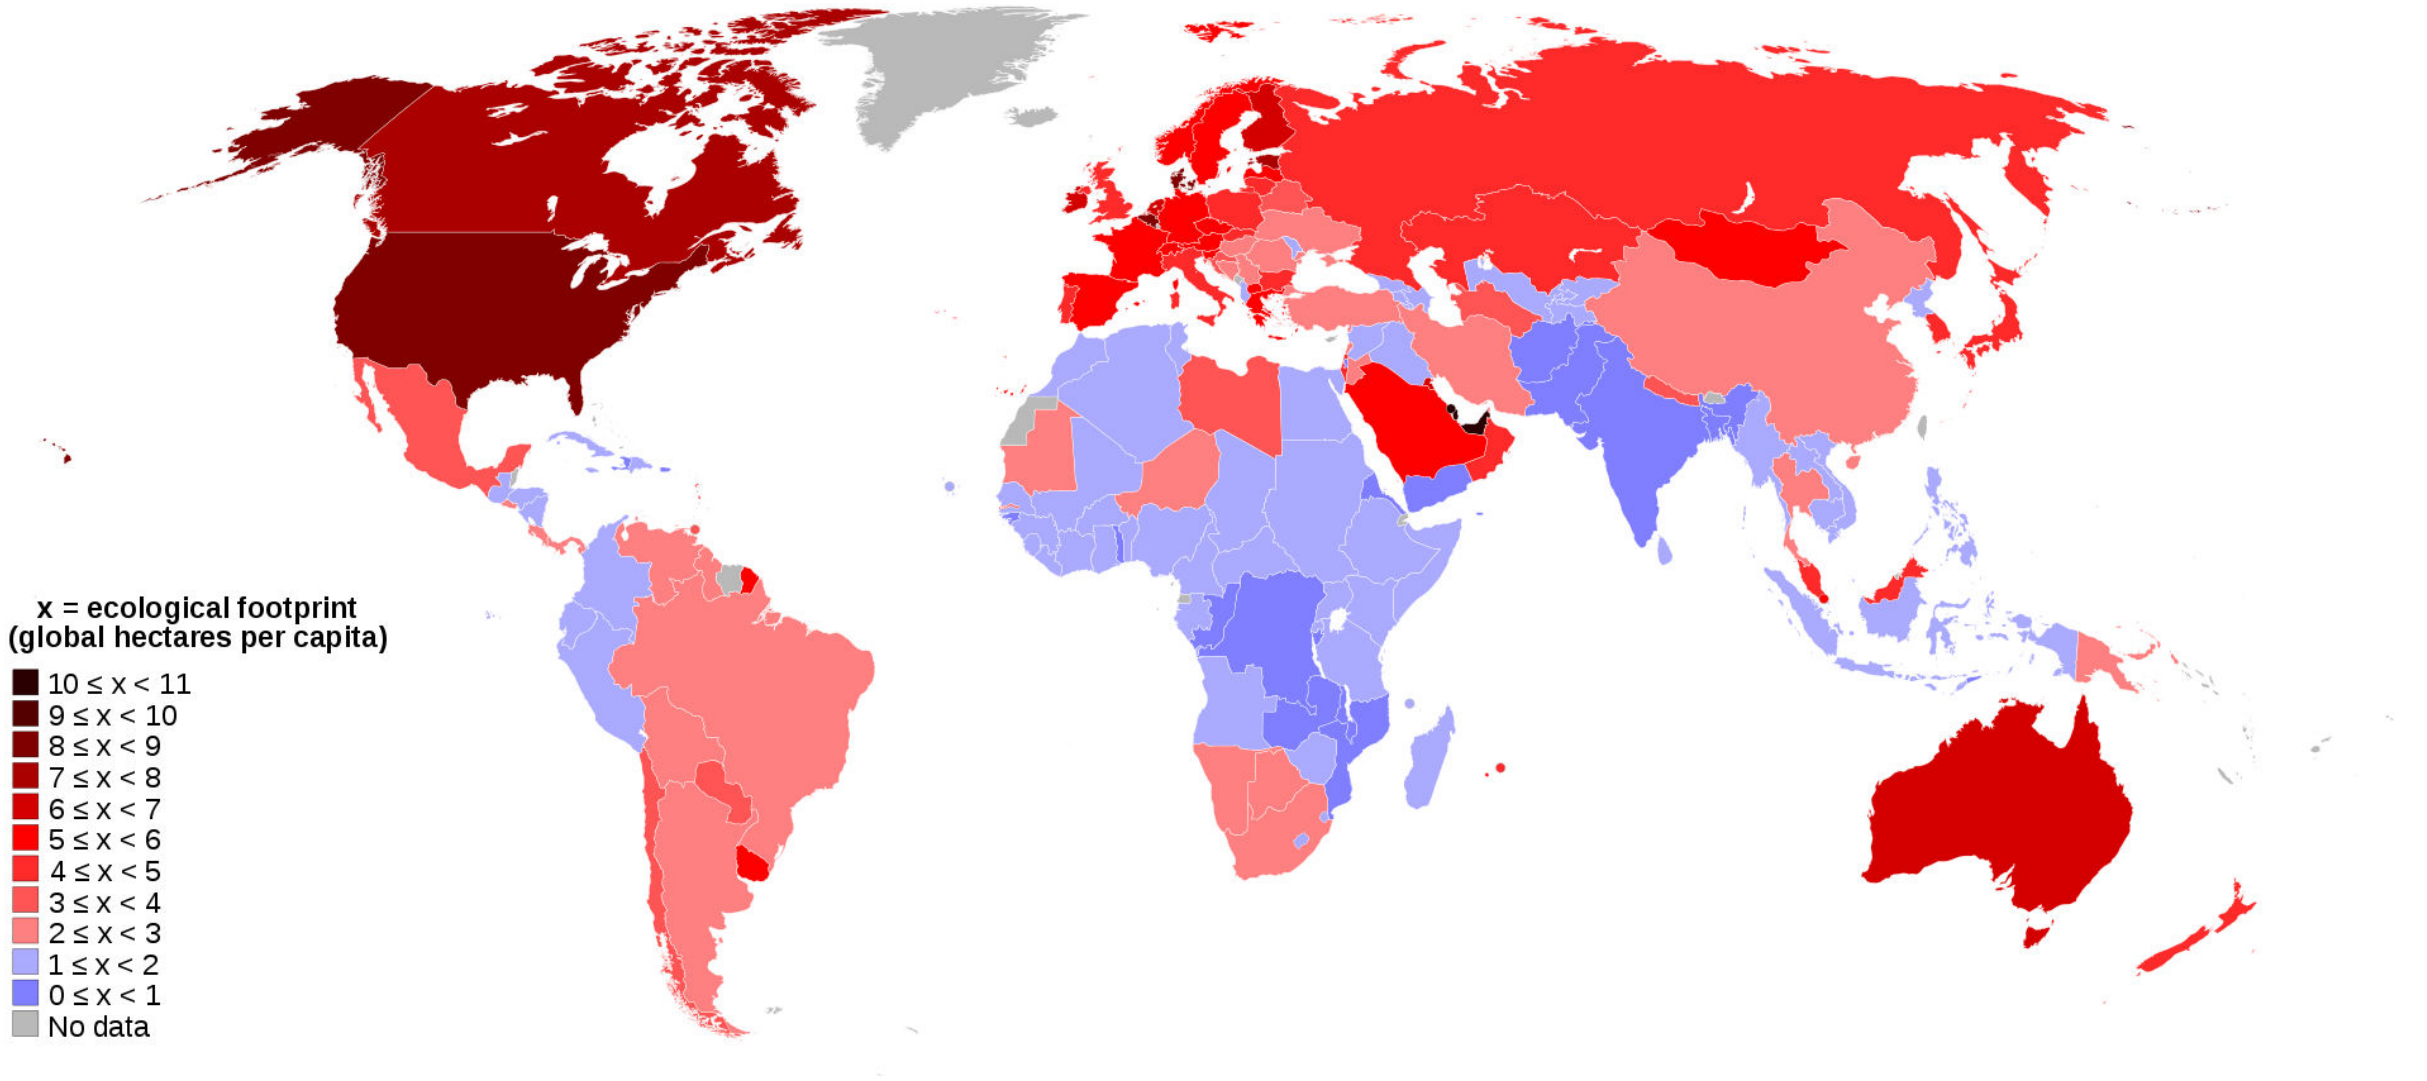 x = ecological footprint
(global hectares per capita)
10 ≤ x < 11
9 ≤ x < 10
8 ≤ x < 9
7 ≤ x < 8
6 ≤ x < 7
5 ≤ x < 6
4 ≤ x < 5
3 ≤ x < 4
2 ≤ x < 3
1 ≤ x < 2
0 ≤ x < 1
No data